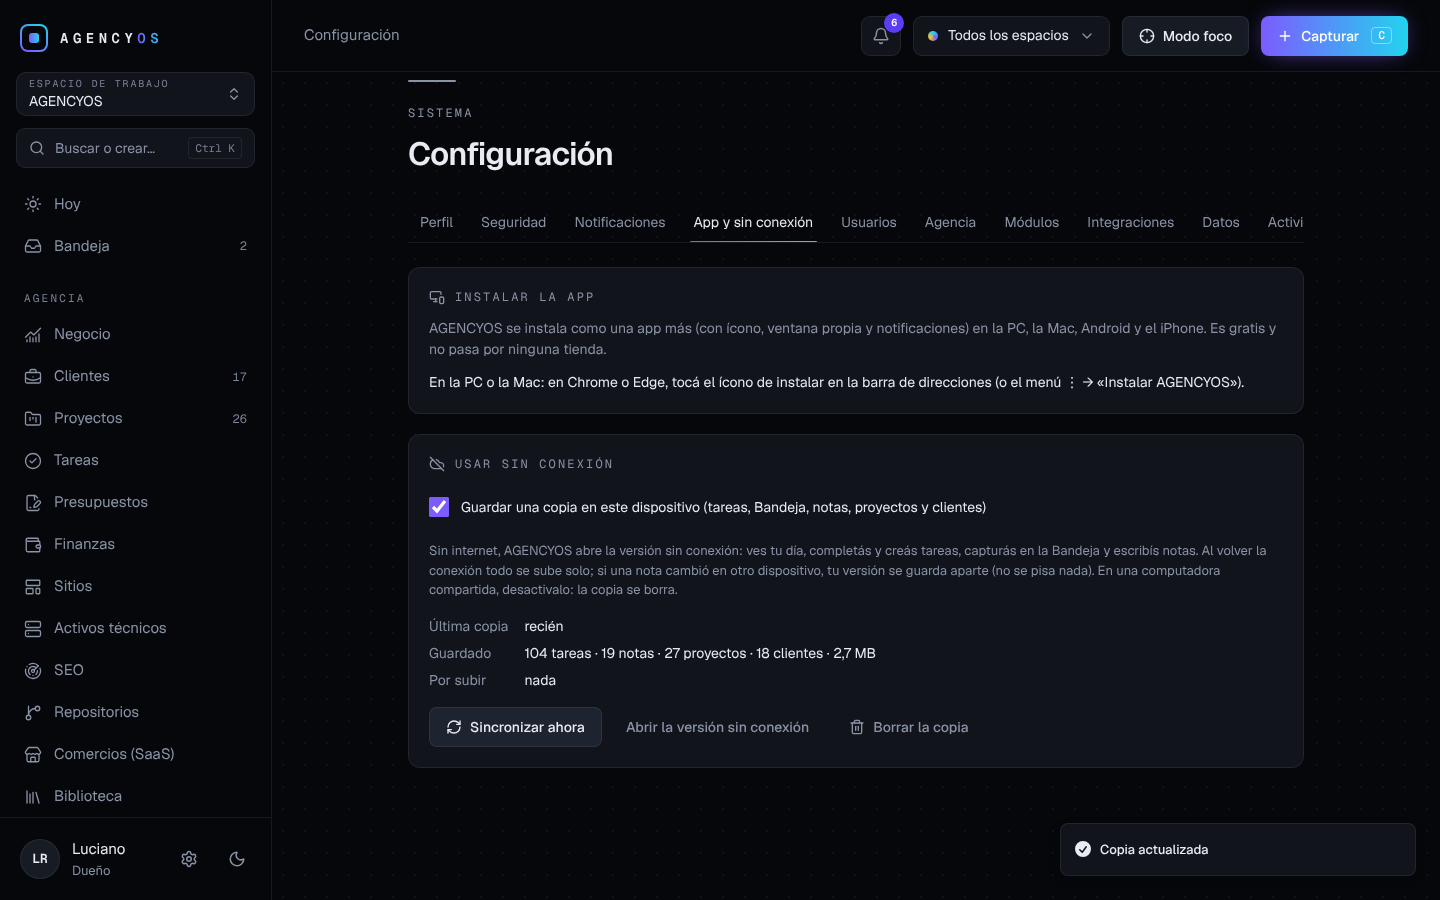 AGENCYOS
ESPACIO DE TRABAJO
AGENCYOS
Buscar o crear...
Ctrl K
Hoy
Bandeja 2
AGENCIA
Negocio
Clientes 17
Proyectos 26
Tareas
Presupuestos
Finanzas
Sitios
Activos técnicos
SEO
Repositorios
Comercios (SaaS)
Biblioteca
LR
Luciano
Dueño
Configuración
6
Todos los espacios
Modo foco
Capturar C
SISTEMA
Configuración
Perfil Seguridad Notificaciones App y sin conexión Usuarios Agencia Módulos Integraciones Datos Activi
INSTALAR LA APP
AGENCYOS se instala como una app más (con ícono, ventana propia y notificaciones) en la PC, la Mac, Android y el iPhone. Es gratis y
no pasa por ninguna tienda.
En la PC o la Mac: en Chrome o Edge, tocá el ícono de instalar en la barra de direcciones (o el menú ⋮ → «Instalar AGENCYOS»).
USAR SIN CONEXIÓN
Guardar una copia en este dispositivo (tareas, Bandeja, notas, proyectos y clientes)
Sin internet, AGENCYOS abre la versión sin conexión: ves tu día, completás y creás tareas, capturás en la Bandeja y escribís notas. Al volver la
conexión todo se sube solo; si una nota cambió en otro dispositivo, tu versión se guarda aparte (no se pisa nada). En una computadora
compartida, desactivalo: la copia se borra.
Última copia recién
Guardado 104 tareas · 19 notas · 27 proyectos · 18 clientes · 2,7 MB
Por subir nada
Sincronizar ahora Abrir la versión sin conexión Borrar la copia
Copia actualizada